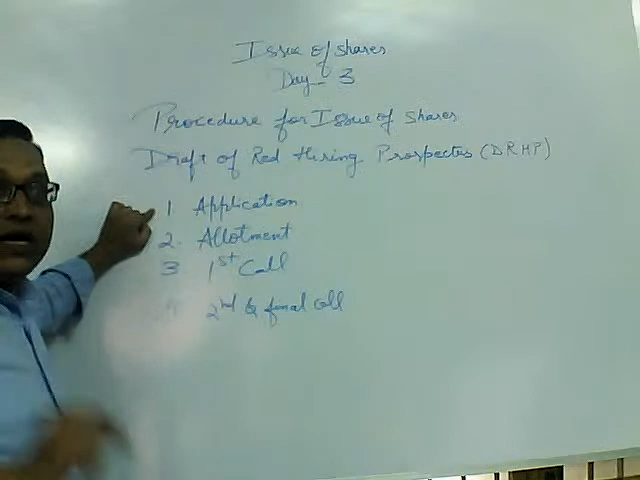 Issue of shares
Day - 3
Procedure for Issue of shares
Draft of Red Hiring Prospectus (DRHP)
1 Application
2. Allotment
3 1st Call
4 2nd & final call